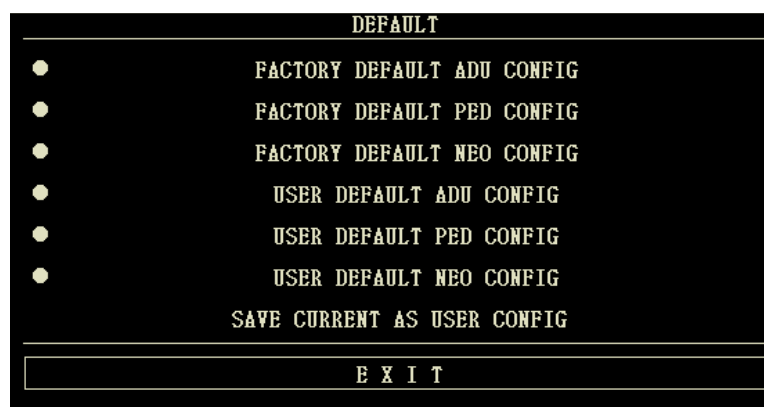 DEFAULT
FACTORY DEFAULT ADU CONFIG
FACTORY DEFAULT PED CONFIG
FACTORY DEFAULT NEO CONFIG
USER DEFAULT ADU CONFIG
USER DEFAULT PED CONFIG
USER DEFAULT NEO CONFIG
SAVE CURRENT AS USER CONFIG
E X I T